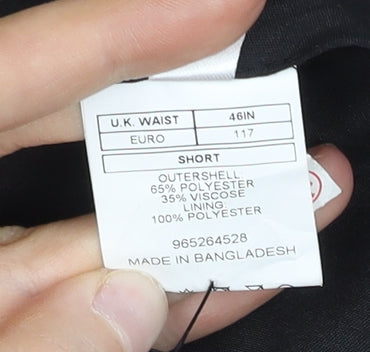 U.K. WAIST 46IN
EURO 117
SHORT
OUTERSHELL:
65% POLYESTER
35% VISCOSE
LINING:
100% POLYESTER
965264528
MADE IN BANGLADESH